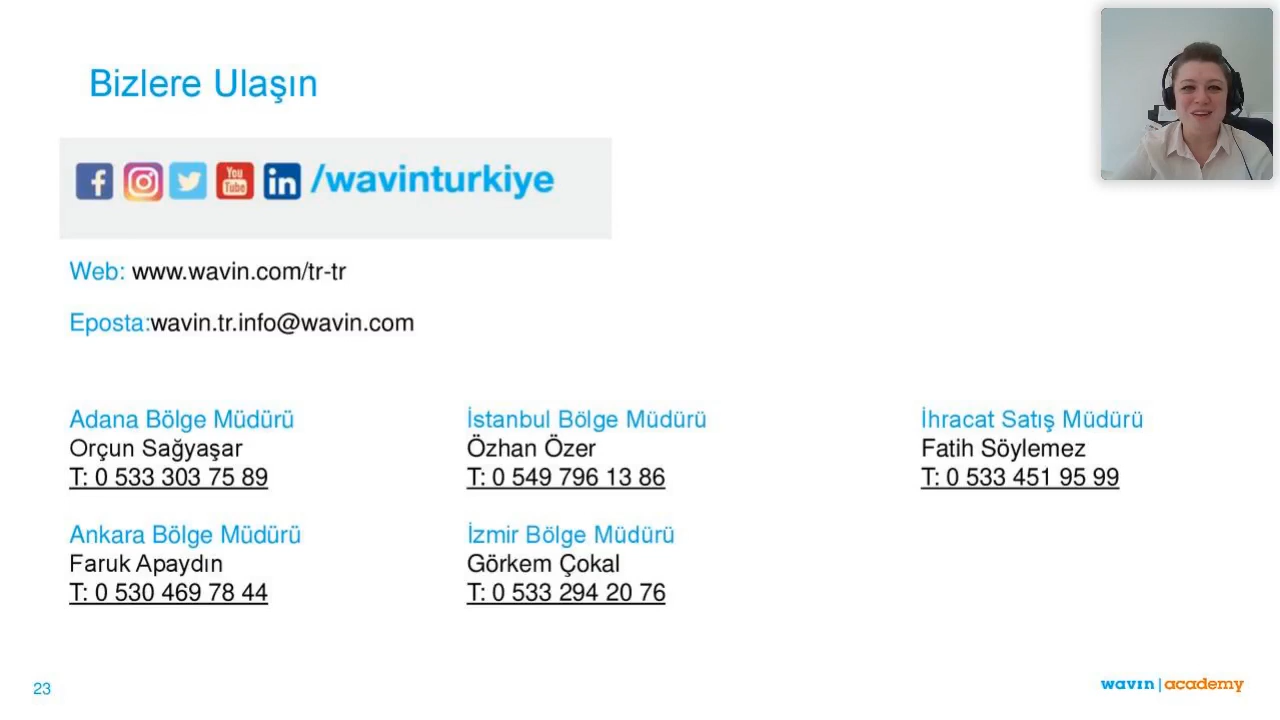 Bizlere Ulaşın
f You Tube in /wavinturkiye
Web: www.wavin.com/tr-tr
Eposta:wavin.tr.info@wavin.com
Adana Bölge Müdürü
Orçun Sağyaşar
T: 0 533 303 75 89
İstanbul Bölge Müdürü
Özhan Özer
T: 0 549 796 13 86
İhracat Satış Müdürü
Fatih Söylemez
T: 0 533 451 95 99
Ankara Bölge Müdürü
Faruk Apaydın
T: 0 530 469 78 44
İzmir Bölge Müdürü
Görkem Çokal
T: 0 533 294 20 76
23
wavin | academy